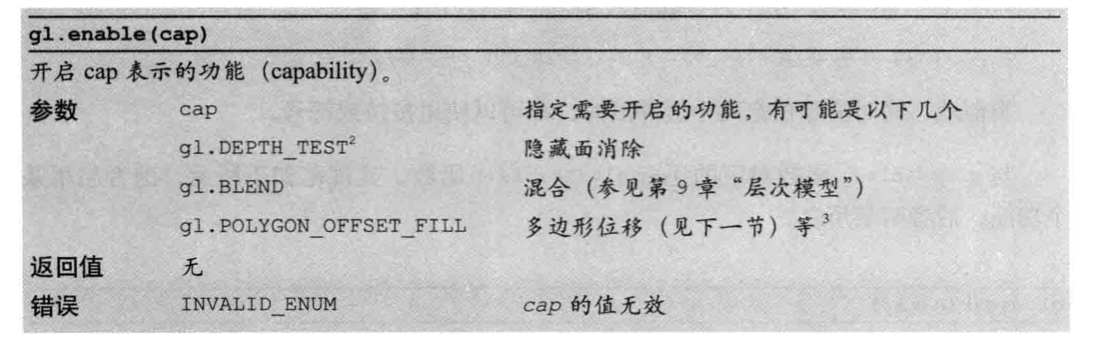 gl.enable(cap)
开启 cap 表示的功能（capability）。
参数 cap 指定需要开启的功能，有可能是以下几个
gl.DEPTH_TEST² 隐藏面消除
gl.BLEND 混合（参见第 9 章“层次模型”）
gl.POLYGON_OFFSET_FILL 多边形位移（见下一节）等³
返回值 无
错误 INVALID_ENUM cap 的值无效